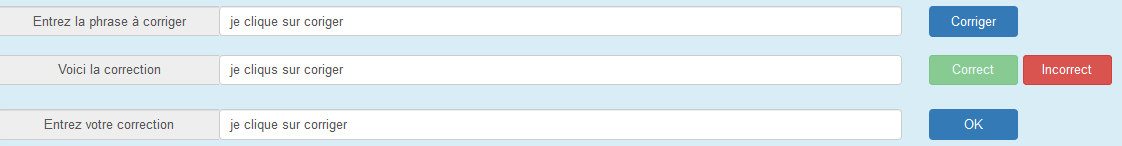 Entrez la phrase à corriger je clique sur coriger Corriger
Voici la correction je cliqus sur coriger Correct Incorrect
Entrez votre correction je clique sur corriger OK